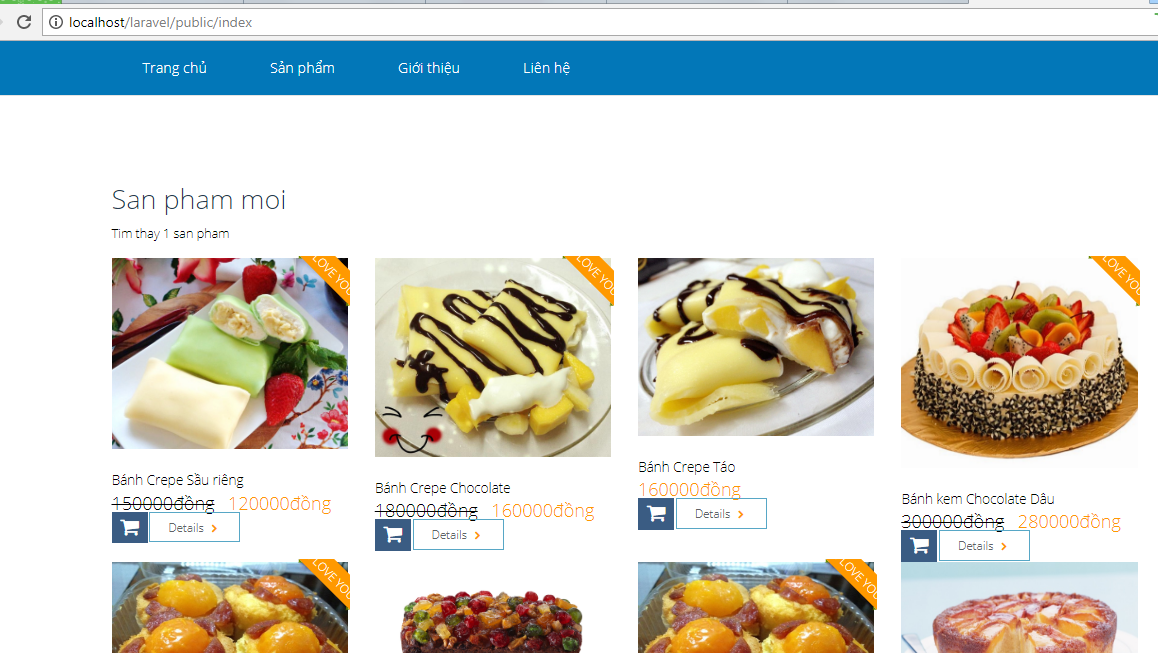 localhost/laravel/public/index
Trang chủ Sản phẩm Giới thiệu Liên hệ
San pham moi
Tim thay 1 san pham
LOVE YOU
LOVE YOU
LOVE YOU
Bánh Crepe Sầu riêng
150000đồng 120000đồng
Details
Bánh Crepe Chocolate
180000đồng 160000đồng
Details
Bánh Crepe Táo
160000đồng
Details
Bánh kem Chocolate Dâu
300000đồng 280000đồng
Details
LOVE YOU
LOVE YOU